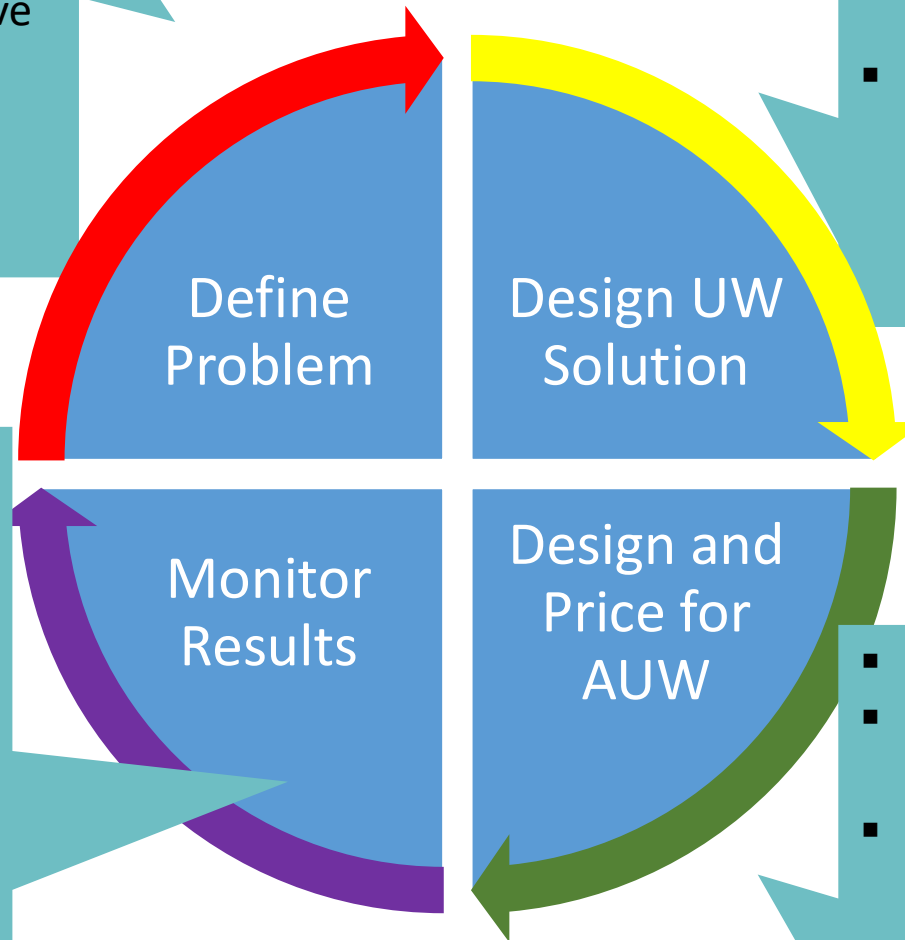 ve
Define
Problem
Design UW
Solution
Monitor
Results
Design and
Price for
AUW